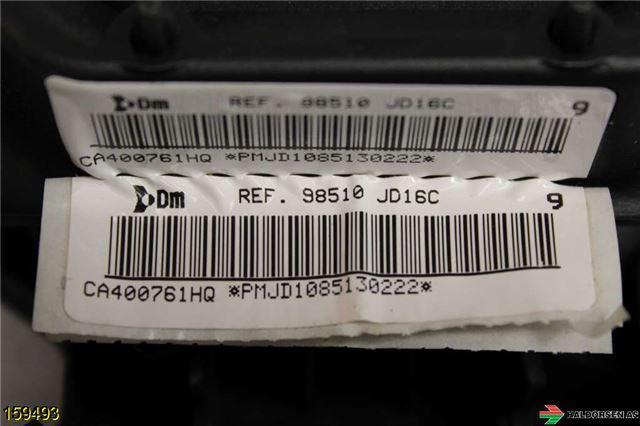 Dm REF. 98510 JD16C 9
CA400761HQ *PMJD1085130222*
Dm REF. 98510 JD16C 9
CA400761HQ *PMJD1085130222*
159493
HALDORSEN AS